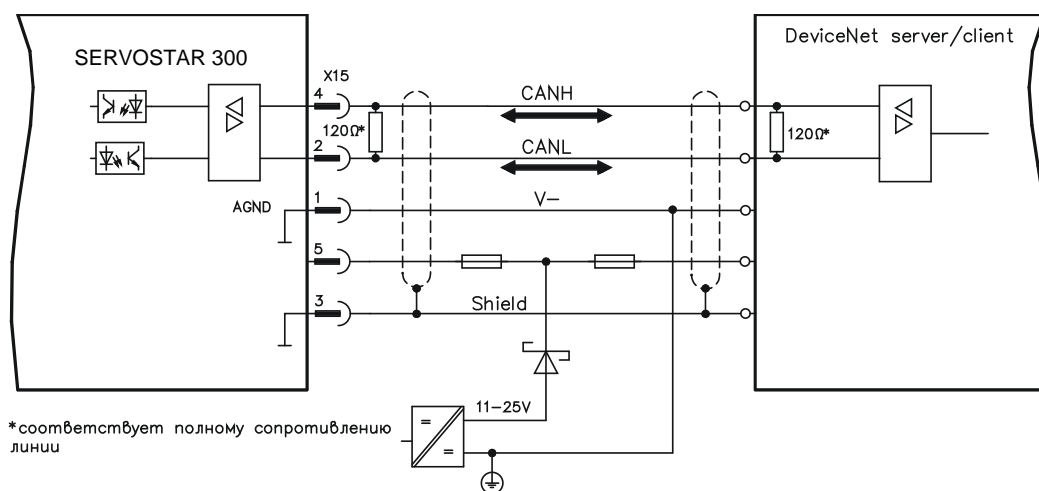 DeviceNet server/client
SERVOSTAR 300
X15
4
CANH
120Ω*
120Ω*
2
CANL
1
AGND
V–
5
3
Shield
11–25V
*соответствует полному сопротивлению
линии